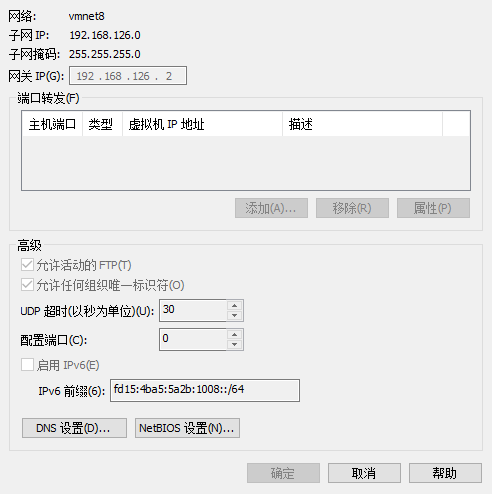 网络: vmnet8
子网 IP: 192.168.126.0
子网掩码: 255.255.255.0
网关 IP(G): 192 . 168 . 126 . 2
端口转发(F)
主机端口 类型 虚拟机 IP 地址 描述
添加(A)... 移除(R) 属性(P)
高级
允许活动的 FTP(T)
允许任何组织唯一标识符(O)
UDP 超时(以秒为单位)(U): 30
配置端口(C): 0
启用 IPv6(E)
IPv6 前缀(6): fd15:4ba5:5a2b:1008::/64
DNS 设置(D)... NetBIOS 设置(N)...
确定 取消 帮助